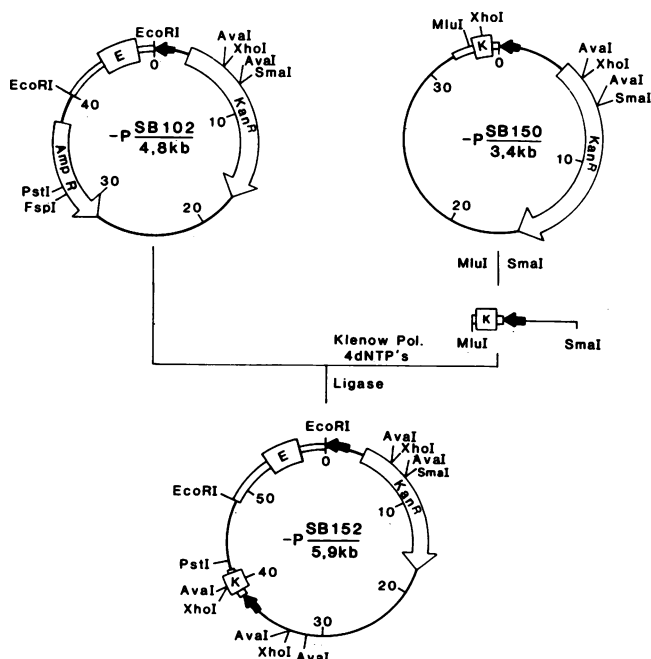 EcoRI
E
0
AvaI
XhoI
AvaI
SmaI
EcoRI
40
10
KanR
-P SB102
4,8kb
Amp R
PstI
FspI
30
20
MluI
XhoI
K
0
AvaI
XhoI
AvaI
SmaI
30
-P SB150
3,4kb
10
KanR
20
MluI
SmaI
K
MluI
SmaI
Klenow Pol.
4dNTP's
Ligase
EcoRI
E
0
AvaI
XhoI
AvaI
SmaI
KanR
EcoRI
50
10
-P SB152
5,9kb
PstI
K
40
AvaI
XhoI
20
30
AvaI
XhoI
AvaI